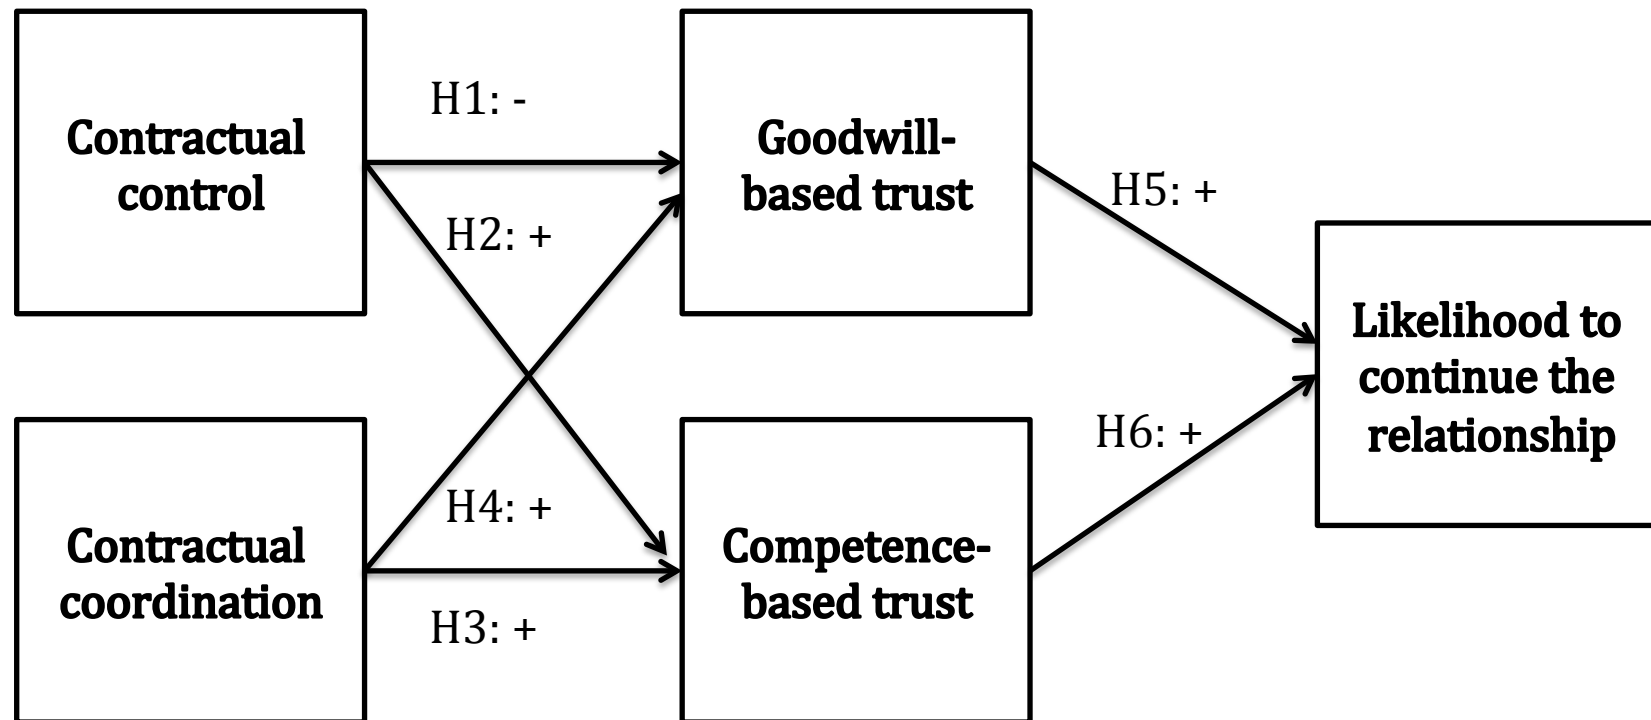 Contractual
control
H1: -
H2: +
Goodwill-
based trust
H5: +
Contractual
coordination
H4: +
H3: +
Competence-
based trust
H6: +
Likelihood to
continue the
relationship